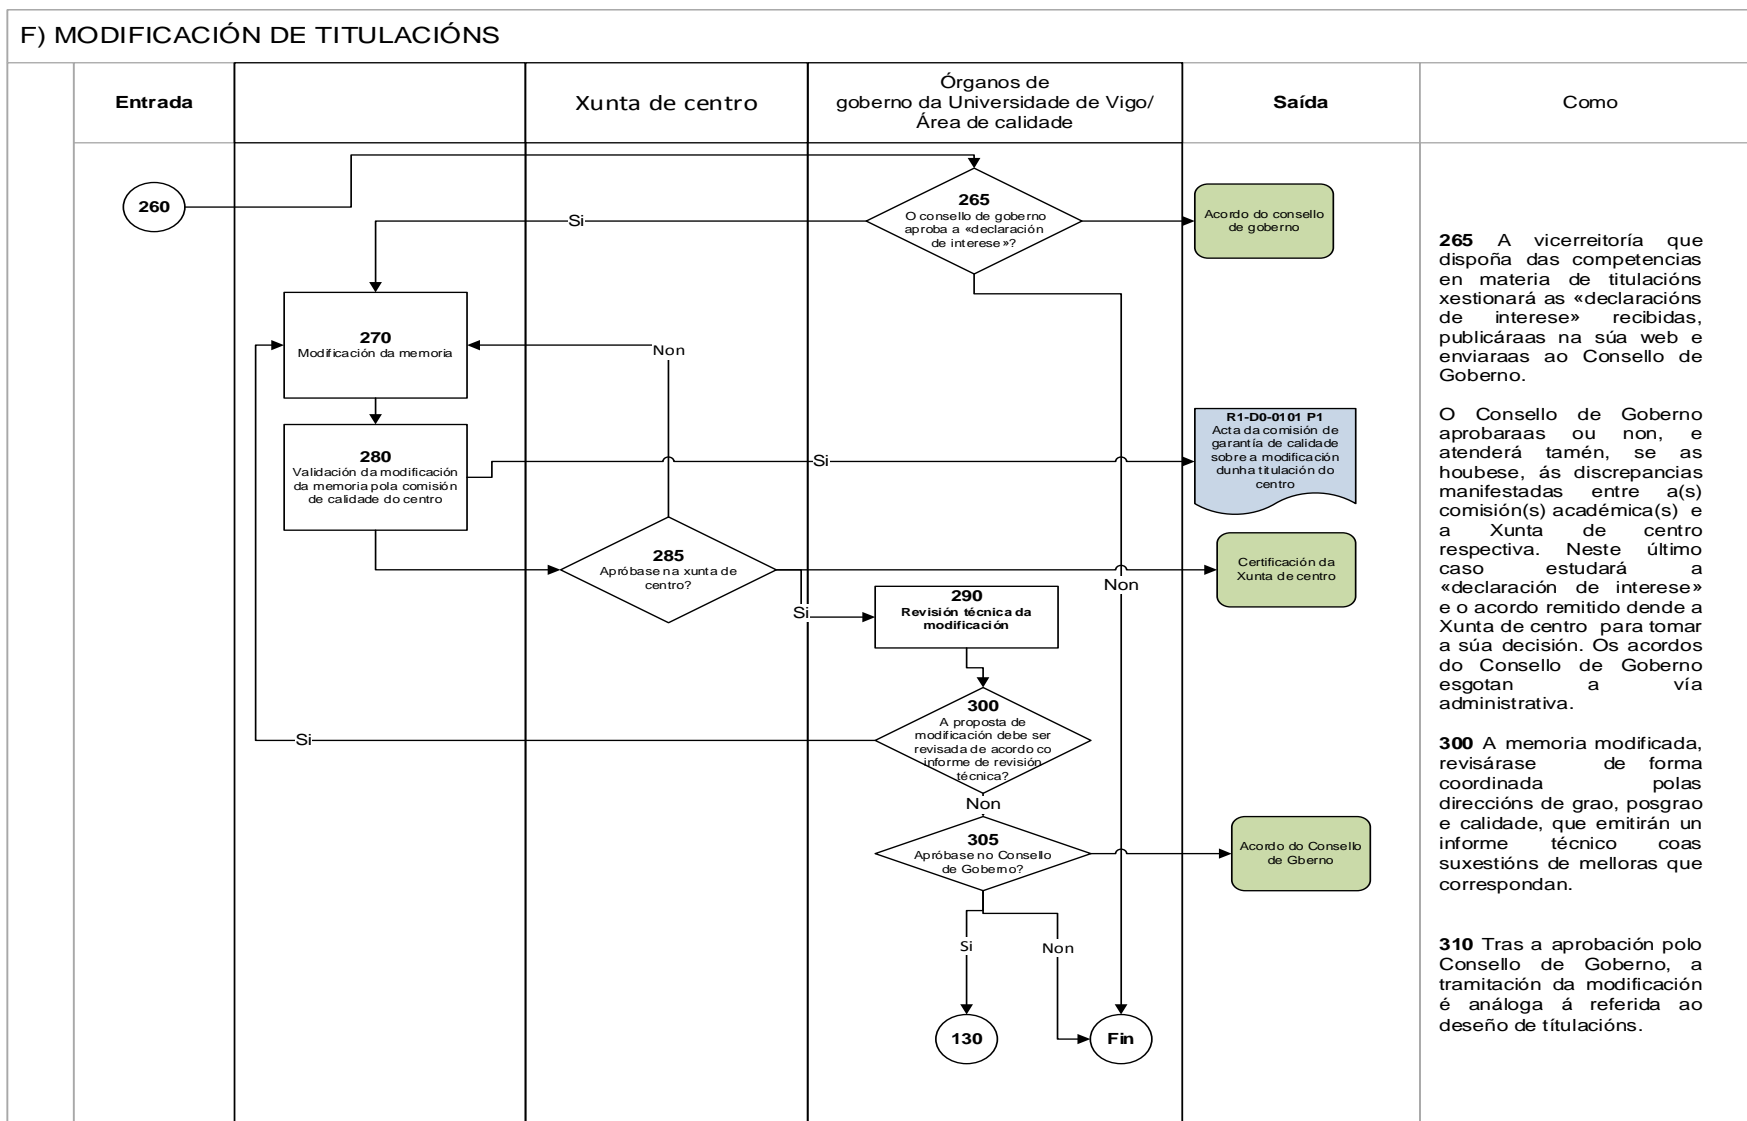 F) MODIFICACIÓN DE TITULACIÓNS
Entrada
Xunta de centro
Órganos de
goberno da Universidade de Vigo/
Área de calidade
Saída
Como
260
265
O consello de goberno
aproba a «declaración
de interese»?
Si
Acordo do consello
de goberno
270
Modificación da memoria
Non
280
Validación da modificación
da memoria pola comisión
de calidade do centro
Si
R1-D0-0101 P1
Acta da comisión de
garantía de calidade
sobre a modificación
dunha titulación do
centro
285
Apróbase na xunta de
centro?
Certificación da
Xunta de centro
Non
Si
290
Revisión técnica da
modificación
300
A proposta de
modificación debe ser
revisada de acordo co
informe de revisión
técnica?
Si
Non
305
Apróbase no Consello
de Goberno?
Acordo do Consello
de Gberno
Si
Non
130
Fin
265 A vicerreitoría que
dispoña das competencias
en materia de titulacións
xestionará as «declaracións
de interese» recibidas,
publicáraas na súa web e
enviaraas ao Consello de
Goberno.
O Consello de Goberno
aprobaraas ou non, e
atenderá tamén, se as
houbese, ás discrepancias
manifestadas entre a(s)
comisión(s) académica(s) e
a Xunta de centro
respectiva. Neste último
caso estudará a
«declaración de interese»
e o acordo remitido dende a
Xunta de centro para tomar
a súa decisión. Os acordos
do Consello de Goberno
esgotan a vía
administrativa.
300 A memoria modificada,
revisárase de forma
coordinada polas
direccións de grao, posgrao
e calidade, que emitirán un
informe técnico coas
suxestións de melloras que
correspondan.
310 Tras a aprobación polo
Consello de Goberno, a
tramitación da modificación
é análoga á referida ao
deseño de títulacións.